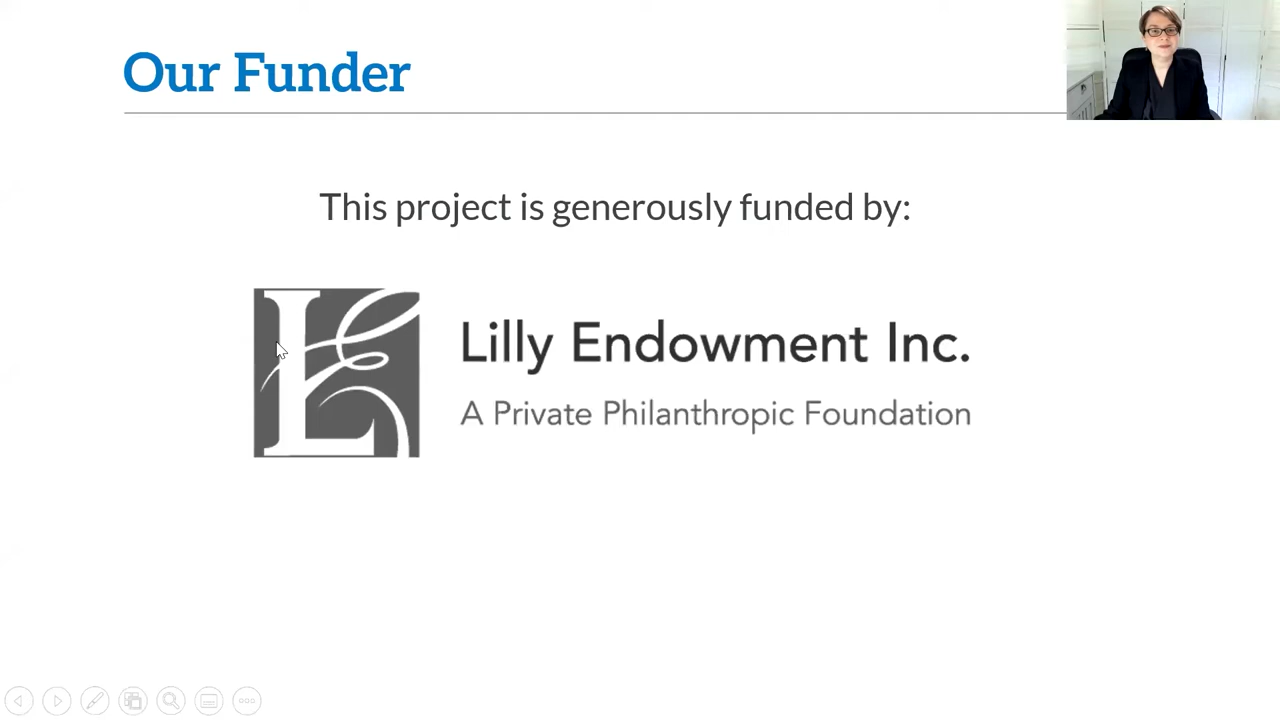 Our Funder
This project is generously funded by:
Lilly Endowment Inc.
A Private Philanthropic Foundation